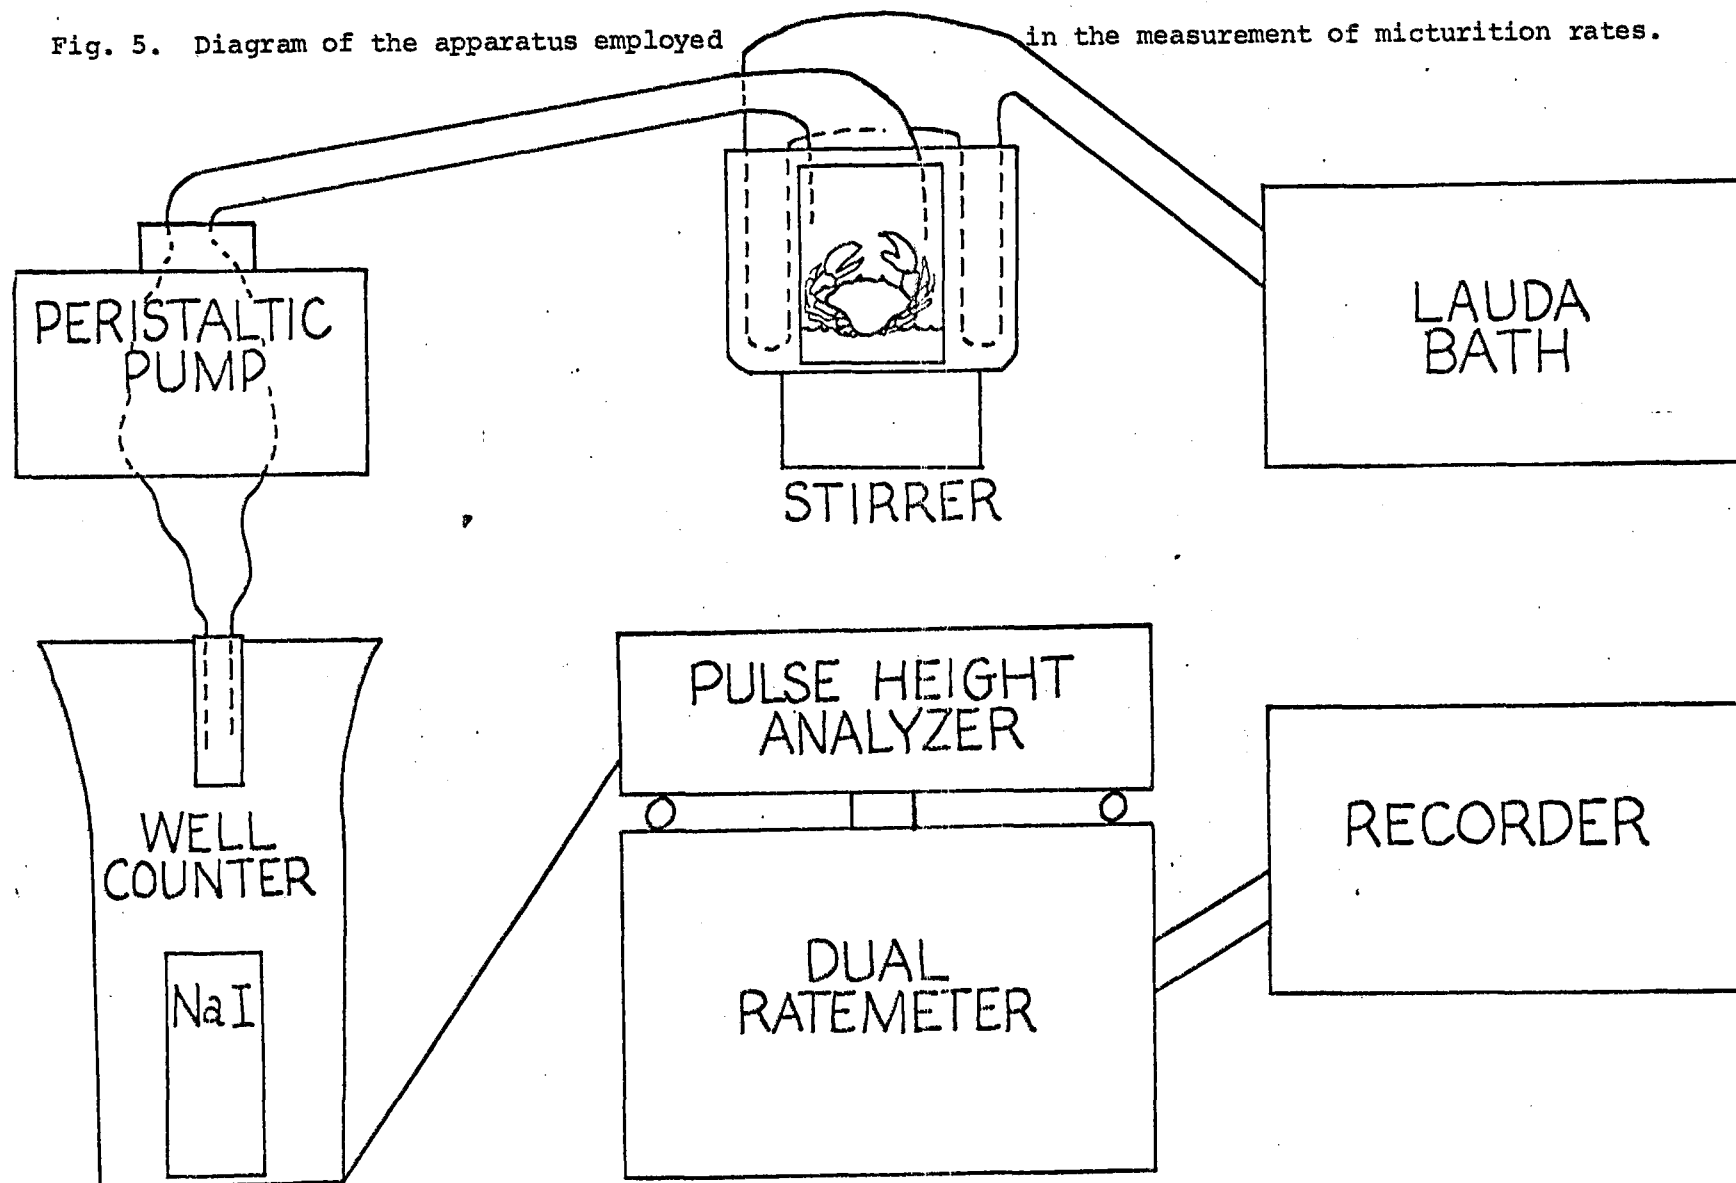 Fig. 5. Diagram of the apparatus employed in the measurement of micturition rates.
PERISTALTIC
PUMP
LAUDA
BATH
STIRRER
PULSE HEIGHT
ANALYZER
WELL
COUNTER
RECORDER
DUAL
RATEMETER
NaI